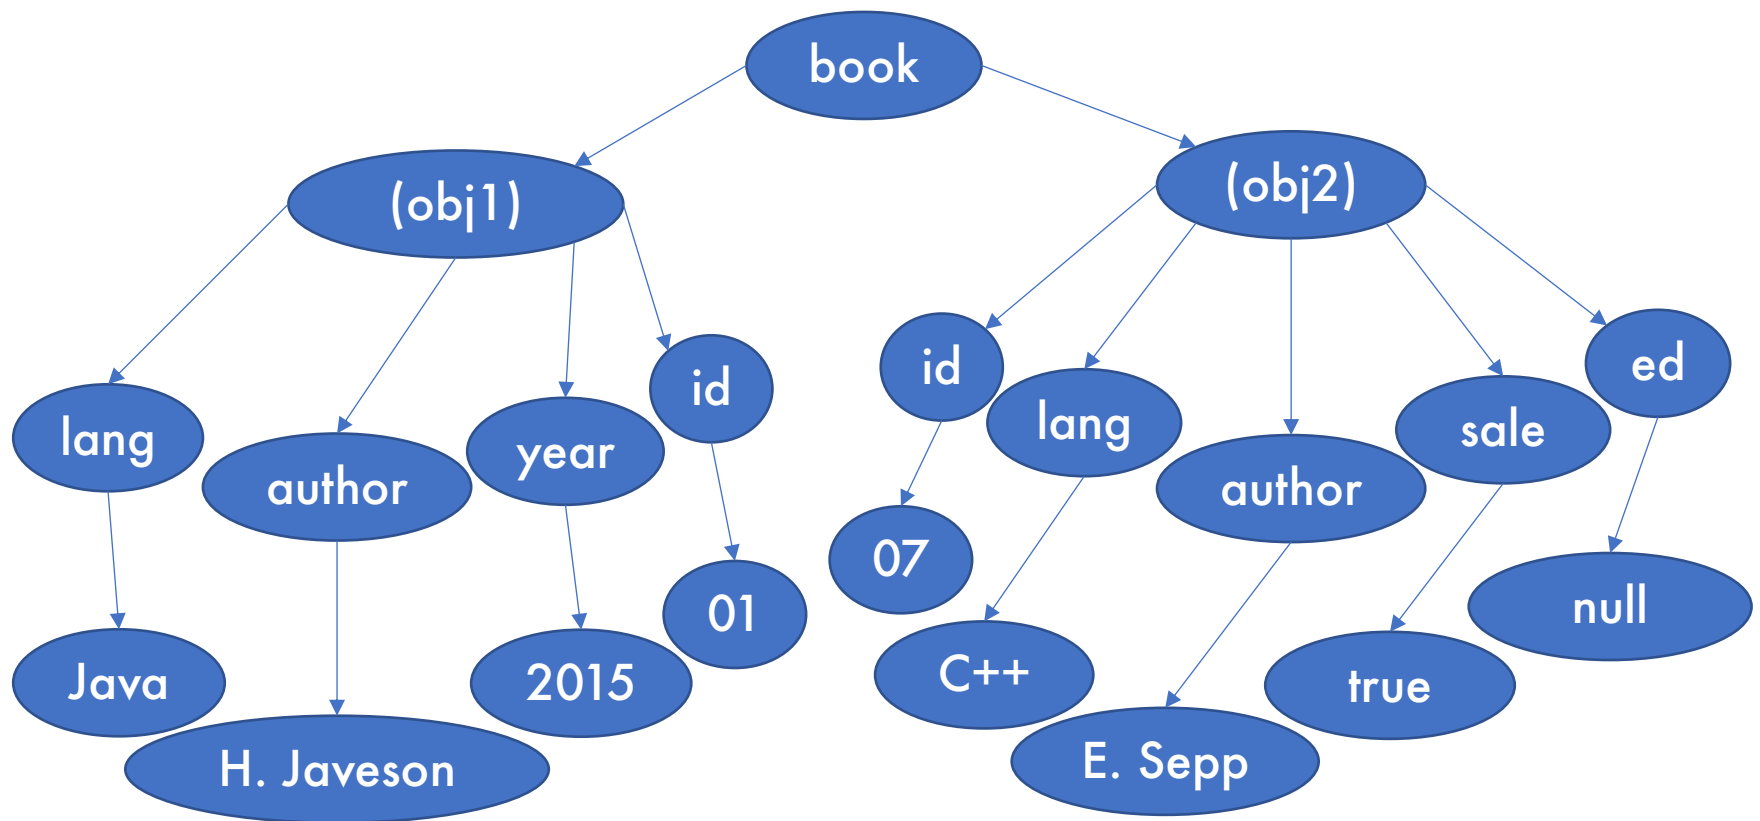 book
(obj1)
(obj2)
lang
author
year
id
id
lang
author
sale
ed
Java
H. Javeson
2015
01
07
C++
E. Sepp
true
null